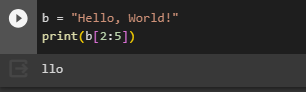 b = "Hello, World!"
print(b[2:5])
llo